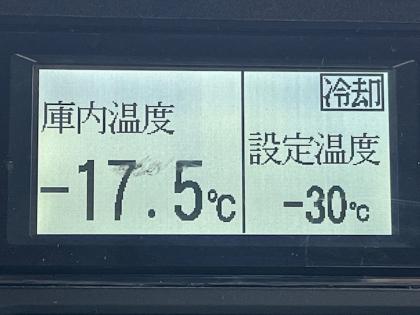 庫内温度
-17.5℃
冷却
設定温度
-30℃